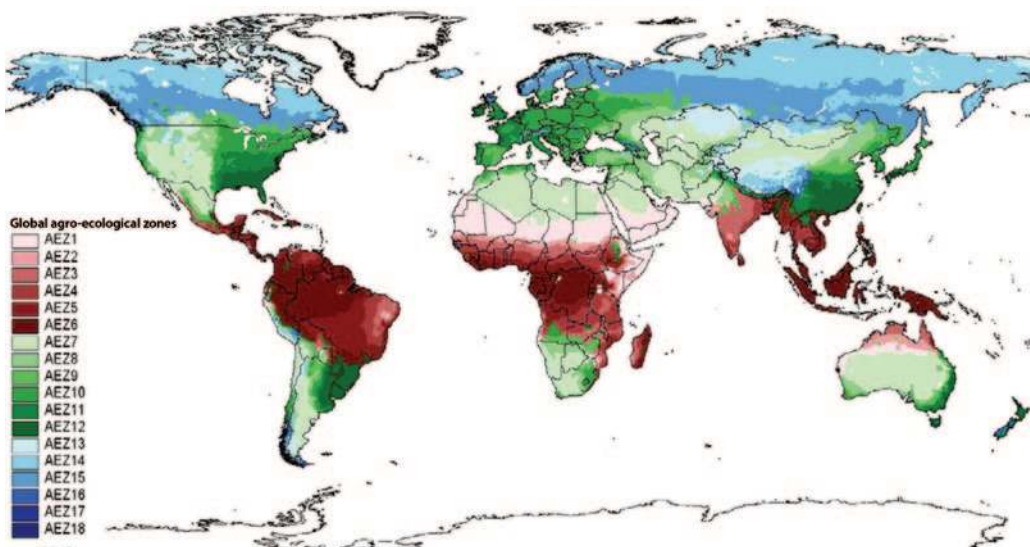 Global agro-ecological zones
AEZ1
AEZ2
AEZ3
AEZ4
AEZ5
AEZ6
AEZ7
AEZ8
AEZ9
AEZ10
AEZ11
AEZ12
AEZ13
AEZ14
AEZ15
AEZ16
AEZ17
AEZ18